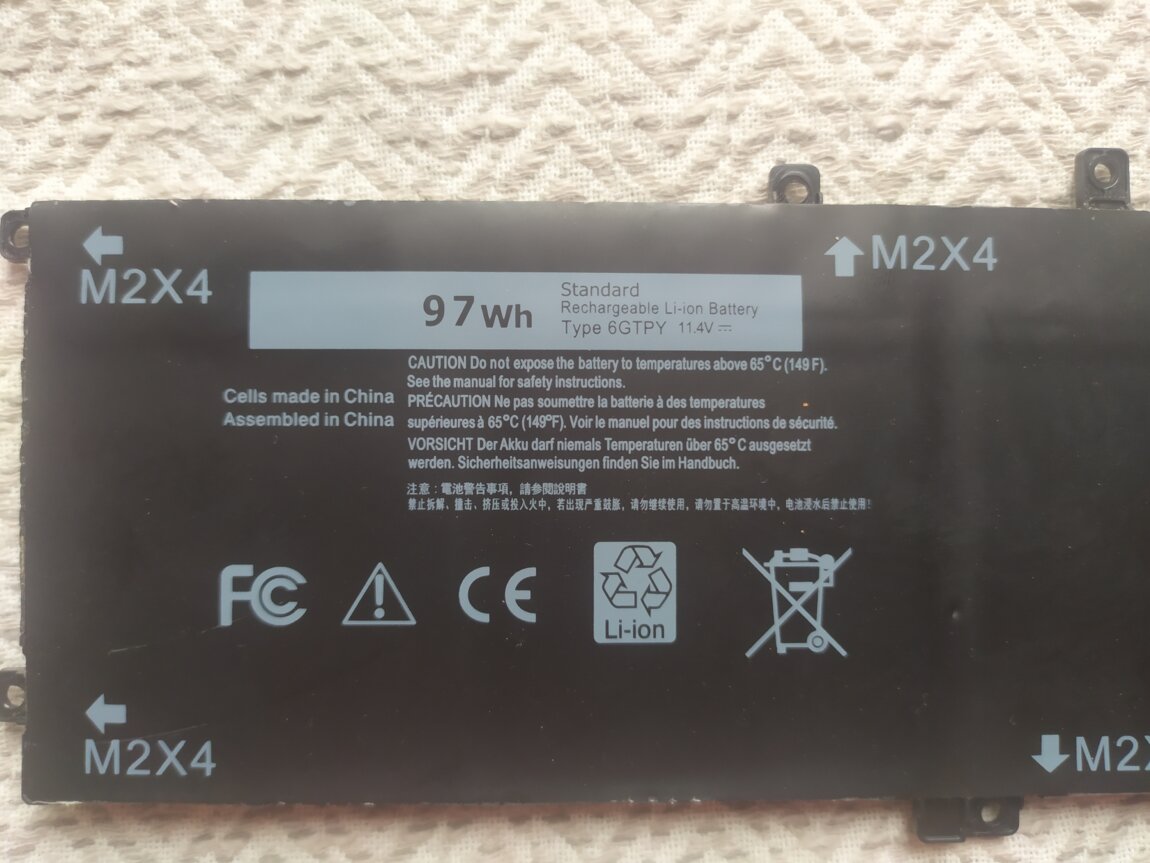 M2X4
M2X4
97Wh
Standard
Rechargeable Li-ion Battery
Type 6GTPY 11.4V
CAUTION Do not expose the battery to temperatures above 65°C (149 F).
See the manual for safety instructions.
Cells made in China
Assembled in China
PRÉCAUTION Ne pas soumettre la batterie à des temperatures
supérieures à 65°C (149°F). Voir le manuel pour des instructions de sécurité.
VORSICHT Der Akku darf niemals Temperaturen über 65°C ausgesetzt
werden. Sicherheitsanweisungen finden Sie im Handbuch.
注意：電池警告事項，請參閱說明書
禁止拆解、撞击、挤压或投入火中，若出现严重鼓胀，请勿继续使用，请勿置于高温环境中，电池浸水后禁止使用!
FC
CE
Li-ion
M2X4
M2X